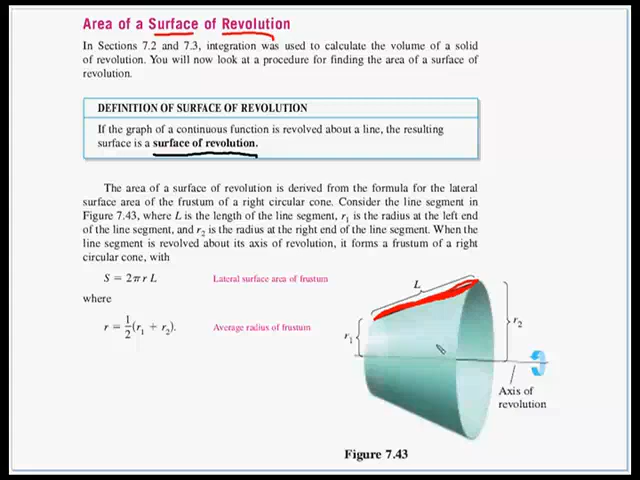 Area of a Surface of Revolution
In Sections 7.2 and 7.3, integration was used to calculate the volume of a solid
of revolution. You will now look at a procedure for finding the area of a surface of
revolution.
DEFINITION OF SURFACE OF REVOLUTION
If the graph of a continuous function is revolved about a line, the resulting
surface is a surface of revolution.
The area of a surface of revolution is derived from the formula for the lateral
surface area of the frustum of a right circular cone. Consider the line segment in
Figure 7.43, where L is the length of the line segment, r₁ is the radius at the left end
of the line segment, and r₂ is the radius at the right end of the line segment. When the
line segment is revolved about its axis of revolution, it forms a frustum of a right
circular cone, with
S = 2πrL Lateral surface area of frustum
where
r = 1/2(r₁ + r₂). Average radius of frustum
L
r₁
r₂
Axis of
revolution
Figure 7.43